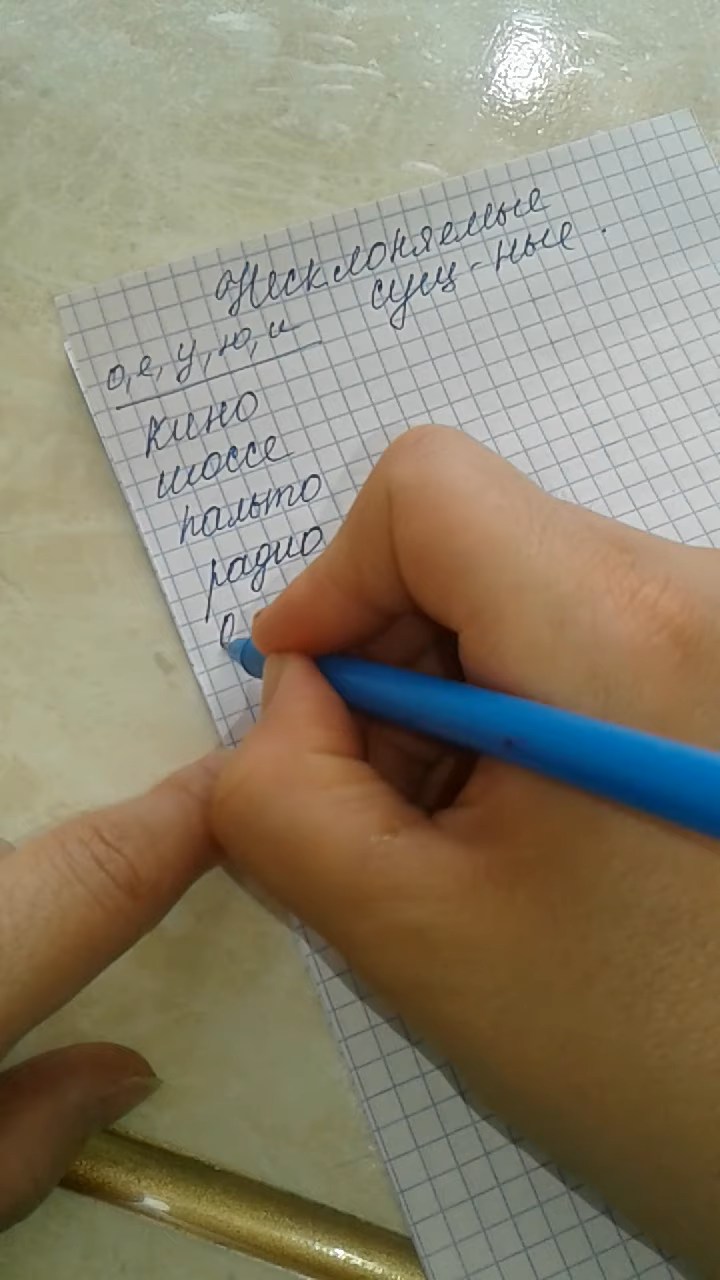 Несклоняемые
сущ-ные.
о, е, у, ю, и
кино
шоссе
пальто
радио